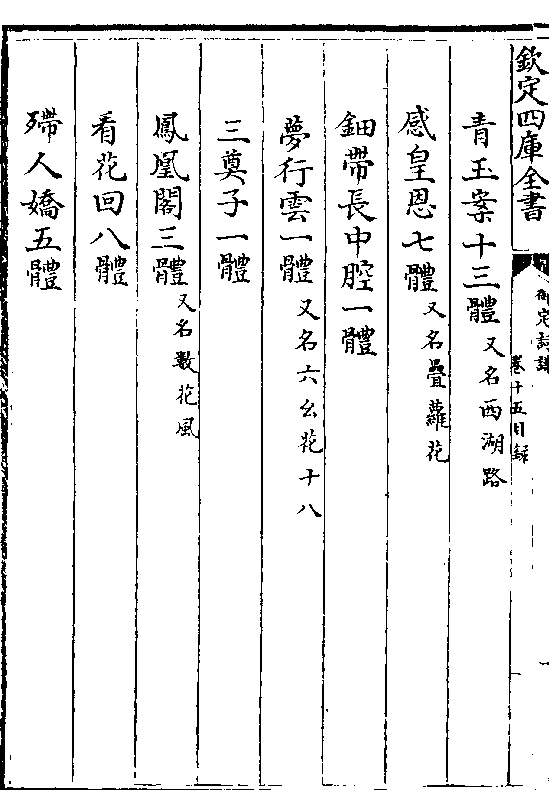 欽定四庫全書
御定詞譜
卷十五目錄
青玉案十三體又名西湖路
感皇恩七體又名疊蘿花
鈿帶長中腔一體
夢行雲一體又名六幺花十八
三奠子一體
鳳凰閣三體又名數花風
看花回八體
殢人嬌五體